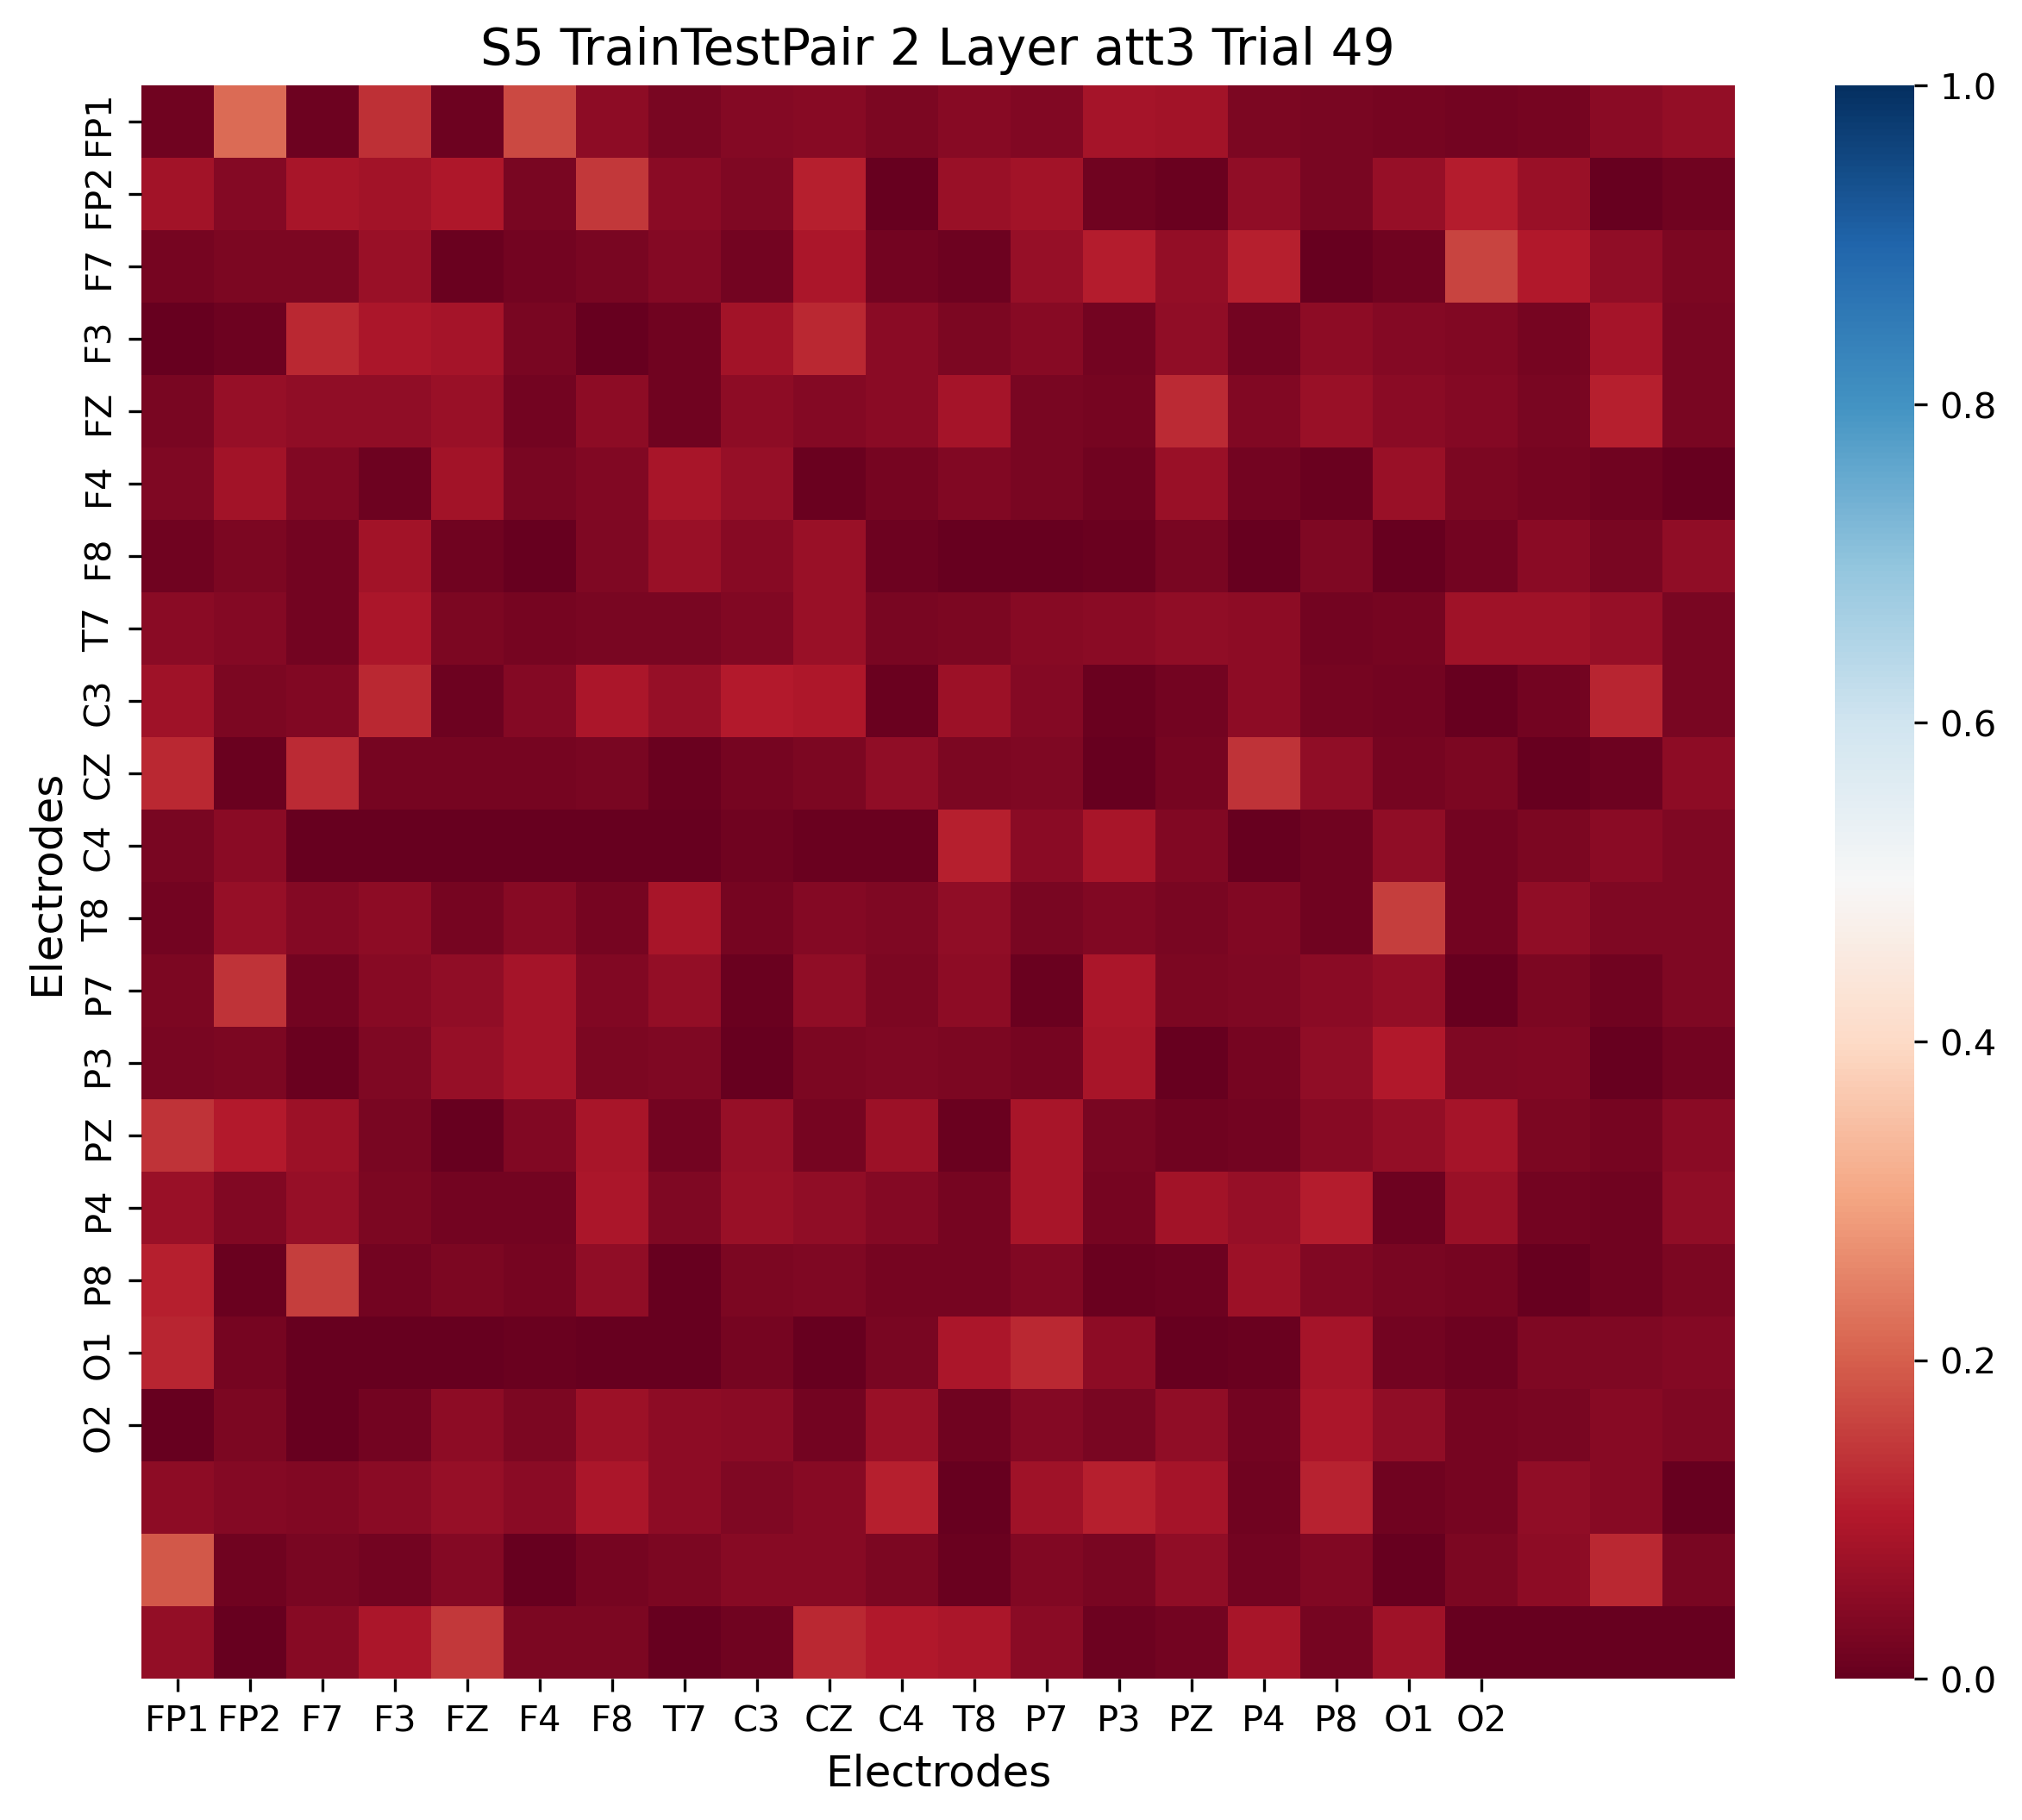 S5 TrainTestPair 2 Layer att3 Trial 49
Electrodes
FP1
FP2
F7
F3
FZ
F4
F8
T7
C3
CZ
C4
T8
P7
P3
PZ
P4
P8
O1
O2
FP1 FP2 F7 F3 FZ F4 F8 T7 C3 CZ C4 T8 P7 P3 PZ P4 P8 O1 O2
Electrodes
1.0
0.8
0.6
0.4
0.2
0.0